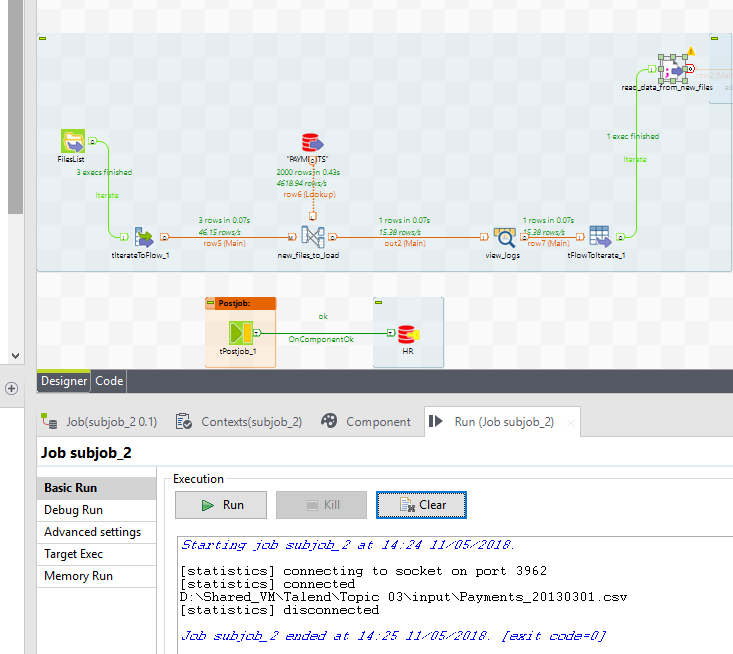 FilesList
3 execs finished
Iterate
"PAYMENTS"
2000 rows in 0.43s
4618.94 rows/s
row6 (Lookup)
read_data_from_new_files
1 exec finished
Iterate
3 rows in 0.07s
46.15 rows/s
row5 (Main)
1 rows in 0.07s
15.38 rows/s
out2 (Main)
1 rows in 0.07s
15.38 rows/s
row7 (Main)
tIterateToFlow_1
new_files_to_load
view_logs
tFlowToIterate_1
Postjob:
ok
OnComponentOk
tPostjob_1
HR
Designer
Code
Job(subjob_2 0.1)
Contexts(subjob_2)
Component
Run (Job subjob_2)
Job subjob_2
Basic Run
Debug Run
Advanced settings
Target Exec
Memory Run
Execution
Run
Kill
Clear
Starting job subjob_2 at 14:24 11/05/2018.
[statistics] connecting to socket on port 3962
[statistics] connected
D:\Shared_VM\Talend\Topic 03\input\Payments_20130301.csv
[statistics] disconnected
Job subjob_2 ended at 14:25 11/05/2018. [exit code=0]